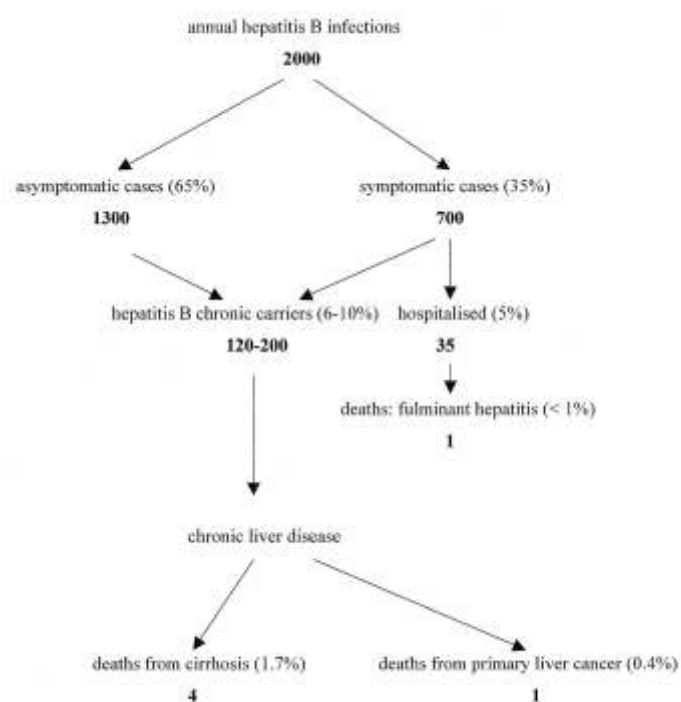 annual hepatitis B infections
2000
asymptomatic cases (65%)
symptomatic cases (35%)
1300
700
hepatitis B chronic carriers (6-10%)
hospitalised (5%)
120-200
35
deaths: fulminant hepatitis (< 1%)
1
chronic liver disease
deaths from cirrhosis (1.7%)
deaths from primary liver cancer (0.4%)
4
1